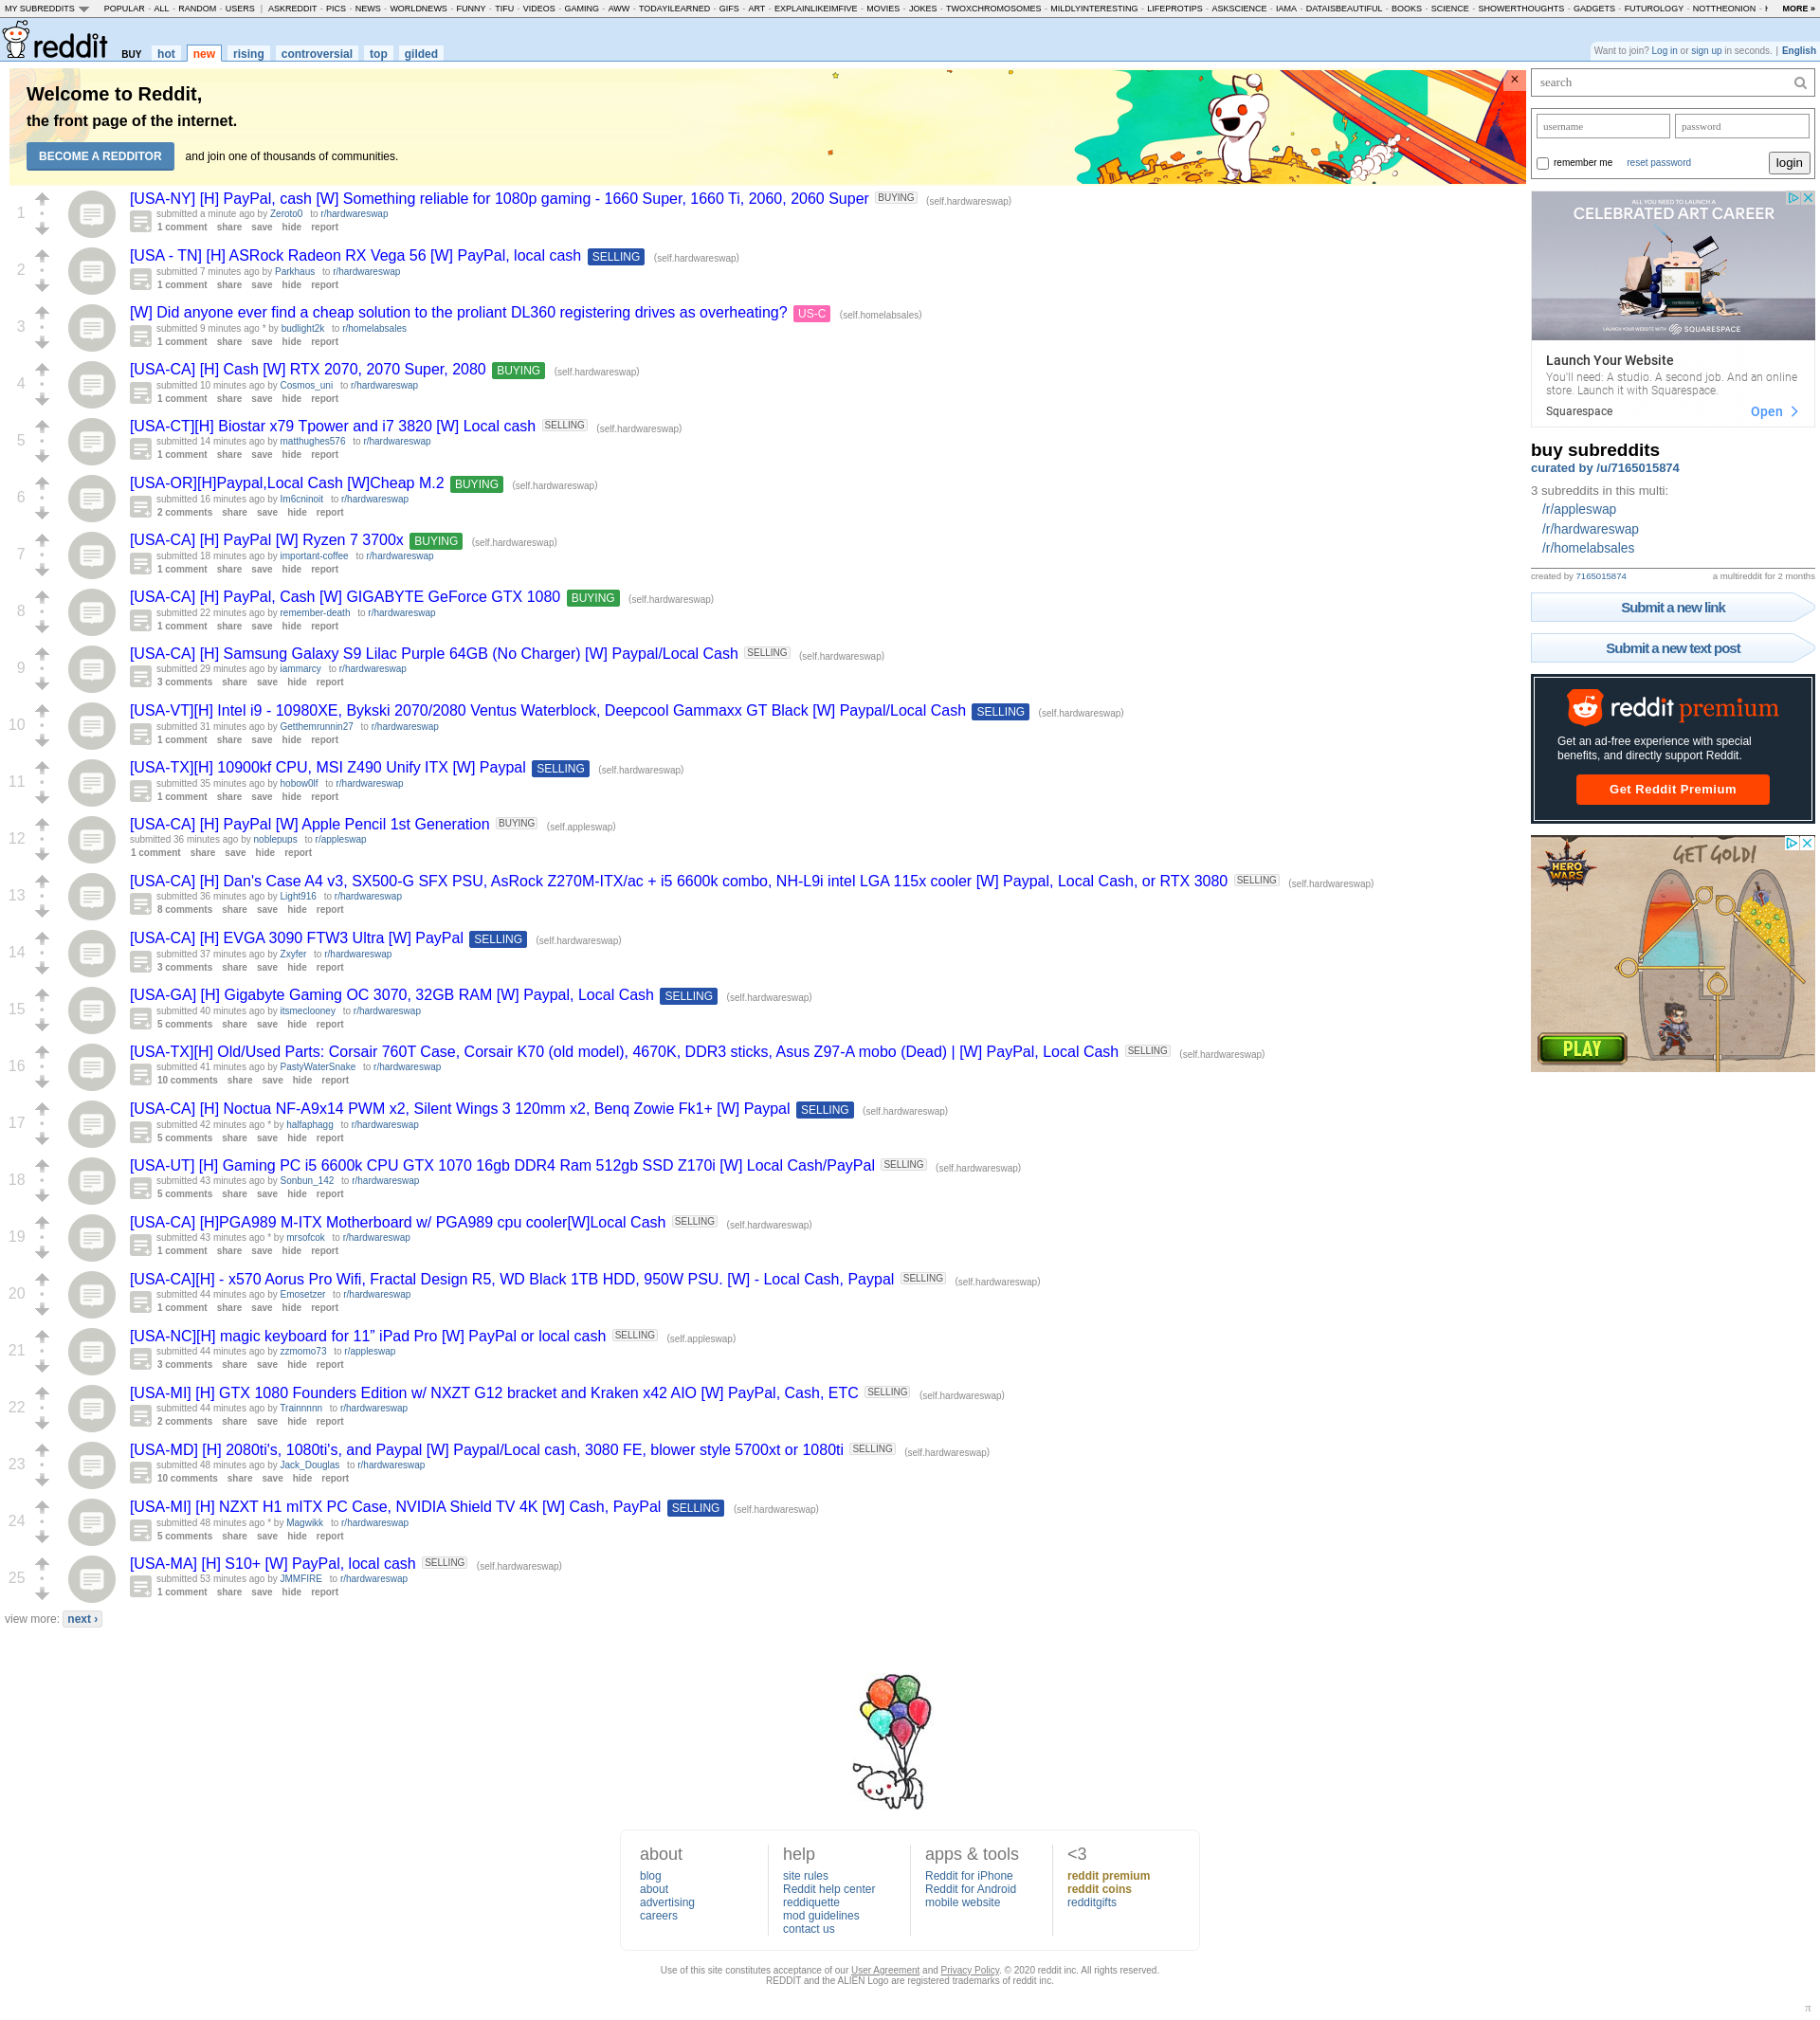 MY SUBREDDITS POPULAR - ALL - RANDOM - USERS | ASKREDDIT - PICS - NEWS - WORLDNEWS - FUNNY - TIFU - VIDEOS - GAMING - AWW - TODAYILEARNED - GIFS - ART - EXPLAINLIKEIMFIVE - MOVIES - JOKES - TWOXCHROMOSOMES - MILDLYINTERESTING - LIFEPROTIPS - ASKSCIENCE - IAMA - DATAISBEAUTIFUL - BOOKS - SCIENCE - SHOWERTHOUGHTS - GADGETS - FUTUROLOGY - NOTTHEONION - MORE »
reddit BUY hot new rising controversial top gilded
Want to join? Log in or sign up in seconds. | English
Welcome to Reddit,
the front page of the internet.
BECOME A REDDITOR and join one of thousands of communities.
×
1
[USA-NY] [H] PayPal, cash [W] Something reliable for 1080p gaming - 1660 Super, 1660 Ti, 2060, 2060 Super BUYING (self.hardwareswap)
submitted a minute ago by Zeroto0 to r/hardwareswap
1 comment share save hide report
2
[USA - TN] [H] ASRock Radeon RX Vega 56 [W] PayPal, local cash SELLING (self.hardwareswap)
submitted 7 minutes ago by Parkhaus to r/hardwareswap
1 comment share save hide report
3
[W] Did anyone ever find a cheap solution to the proliant DL360 registering drives as overheating? US-C (self.homelabsales)
submitted 9 minutes ago * by budlight2k to r/homelabsales
1 comment share save hide report
4
[USA-CA] [H] Cash [W] RTX 2070, 2070 Super, 2080 BUYING (self.hardwareswap)
submitted 10 minutes ago by Cosmos_uni to r/hardwareswap
1 comment share save hide report
5
[USA-CT][H] Biostar x79 Tpower and i7 3820 [W] Local cash SELLING (self.hardwareswap)
submitted 14 minutes ago by matthughes576 to r/hardwareswap
1 comment share save hide report
6
[USA-OR][H]Paypal,Local Cash [W]Cheap M.2 BUYING (self.hardwareswap)
submitted 16 minutes ago by Im6cninoit to r/hardwareswap
2 comments share save hide report
7
[USA-CA] [H] PayPal [W] Ryzen 7 3700x BUYING (self.hardwareswap)
submitted 18 minutes ago by important-coffee to r/hardwareswap
1 comment share save hide report
8
[USA-CA] [H] PayPal, Cash [W] GIGABYTE GeForce GTX 1080 BUYING (self.hardwareswap)
submitted 22 minutes ago by remember-death to r/hardwareswap
1 comment share save hide report
9
[USA-CA] [H] Samsung Galaxy S9 Lilac Purple 64GB (No Charger) [W] Paypal/Local Cash SELLING (self.hardwareswap)
submitted 29 minutes ago by iammarcy to r/hardwareswap
3 comments share save hide report
10
[USA-VT][H] Intel i9 - 10980XE, Bykski 2070/2080 Ventus Waterblock, Deepcool Gammaxx GT Black [W] Paypal/Local Cash SELLING (self.hardwareswap)
submitted 31 minutes ago by Getthemrunnin27 to r/hardwareswap
1 comment share save hide report
11
[USA-TX][H] 10900kf CPU, MSI Z490 Unify ITX [W] Paypal SELLING (self.hardwareswap)
submitted 35 minutes ago by hobow0lf to r/hardwareswap
1 comment share save hide report
12
[USA-CA] [H] PayPal [W] Apple Pencil 1st Generation BUYING (self.appleswap)
submitted 36 minutes ago by noblepups to r/appleswap
1 comment share save hide report
13
[USA-CA] [H] Dan's Case A4 v3, SX500-G SFX PSU, AsRock Z270M-ITX/ac + i5 6600k combo, NH-L9i intel LGA 115x cooler [W] Paypal, Local Cash, or RTX 3080 SELLING (self.hardwareswap)
submitted 36 minutes ago by Light916 to r/hardwareswap
8 comments share save hide report
14
[USA-CA] [H] EVGA 3090 FTW3 Ultra [W] PayPal SELLING (self.hardwareswap)
submitted 37 minutes ago by Zxyfer to r/hardwareswap
3 comments share save hide report
15
[USA-GA] [H] Gigabyte Gaming OC 3070, 32GB RAM [W] Paypal, Local Cash SELLING (self.hardwareswap)
submitted 40 minutes ago by itsmeclooney to r/hardwareswap
5 comments share save hide report
16
[USA-TX][H] Old/Used Parts: Corsair 760T Case, Corsair K70 (old model), 4670K, DDR3 sticks, Asus Z97-A mobo (Dead) | [W] PayPal, Local Cash SELLING (self.hardwareswap)
submitted 41 minutes ago by PastyWaterSnake to r/hardwareswap
10 comments share save hide report
17
[USA-CA] [H] Noctua NF-A9x14 PWM x2, Silent Wings 3 120mm x2, Benq Zowie Fk1+ [W] Paypal SELLING (self.hardwareswap)
submitted 42 minutes ago * by halfaphagg to r/hardwareswap
5 comments share save hide report
18
[USA-UT] [H] Gaming PC i5 6600k CPU GTX 1070 16gb DDR4 Ram 512gb SSD Z170i [W] Local Cash/PayPal SELLING (self.hardwareswap)
submitted 43 minutes ago by Sonbun_142 to r/hardwareswap
5 comments share save hide report
19
[USA-CA] [H]PGA989 M-ITX Motherboard w/ PGA989 cpu cooler[W]Local Cash SELLING (self.hardwareswap)
submitted 43 minutes ago * by mrsofcok to r/hardwareswap
1 comment share save hide report
20
[USA-CA][H] - x570 Aorus Pro Wifi, Fractal Design R5, WD Black 1TB HDD, 950W PSU. [W] - Local Cash, Paypal SELLING (self.hardwareswap)
submitted 44 minutes ago by Emosetzer to r/hardwareswap
1 comment share save hide report
21
[USA-NC][H] magic keyboard for 11” iPad Pro [W] PayPal or local cash SELLING (self.appleswap)
submitted 44 minutes ago by zzmomo73 to r/appleswap
3 comments share save hide report
22
[USA-MI] [H] GTX 1080 Founders Edition w/ NXZT G12 bracket and Kraken x42 AIO [W] PayPal, Cash, ETC SELLING (self.hardwareswap)
submitted 44 minutes ago by Trainnnnn to r/hardwareswap
2 comments share save hide report
23
[USA-MD] [H] 2080ti's, 1080ti's, and Paypal [W] Paypal/Local cash, 3080 FE, blower style 5700xt or 1080ti SELLING (self.hardwareswap)
submitted 48 minutes ago by Jack_Douglas to r/hardwareswap
10 comments share save hide report
24
[USA-MI] [H] NZXT H1 mITX PC Case, NVIDIA Shield TV 4K [W] Cash, PayPal SELLING (self.hardwareswap)
submitted 48 minutes ago * by Magwikk to r/hardwareswap
5 comments share save hide report
25
[USA-MA] [H] S10+ [W] PayPal, local cash SELLING (self.hardwareswap)
submitted 53 minutes ago by JMMFIRE to r/hardwareswap
1 comment share save hide report
view more: next ›
search
username password
remember me reset password login
ALL YOU NEED TO LAUNCH A
CELEBRATED ART CAREER
LAUNCH YOUR WEBSITE WITH SQUARESPACE
Launch Your Website
You'll need: A studio. A second job. And an online
store. Launch it with Squarespace.
Squarespace Open
buy subreddits
curated by /u/7165015874
3 subreddits in this multi:
/r/appleswap
/r/hardwareswap
/r/homelabsales
created by 7165015874 a multireddit for 2 months
Submit a new link
Submit a new text post
reddit premium
Get an ad-free experience with special
benefits, and directly support Reddit.
Get Reddit Premium
HERO WARS
GET GOLD!
PLAY
about
blog
about
advertising
careers
help
site rules
Reddit help center
reddiquette
mod guidelines
contact us
apps & tools
Reddit for iPhone
Reddit for Android
mobile website
<3
reddit premium
reddit coins
redditgifts
Use of this site constitutes acceptance of our User Agreement and Privacy Policy. © 2020 reddit inc. All rights reserved.
REDDIT and the ALIEN Logo are registered trademarks of reddit inc.
π